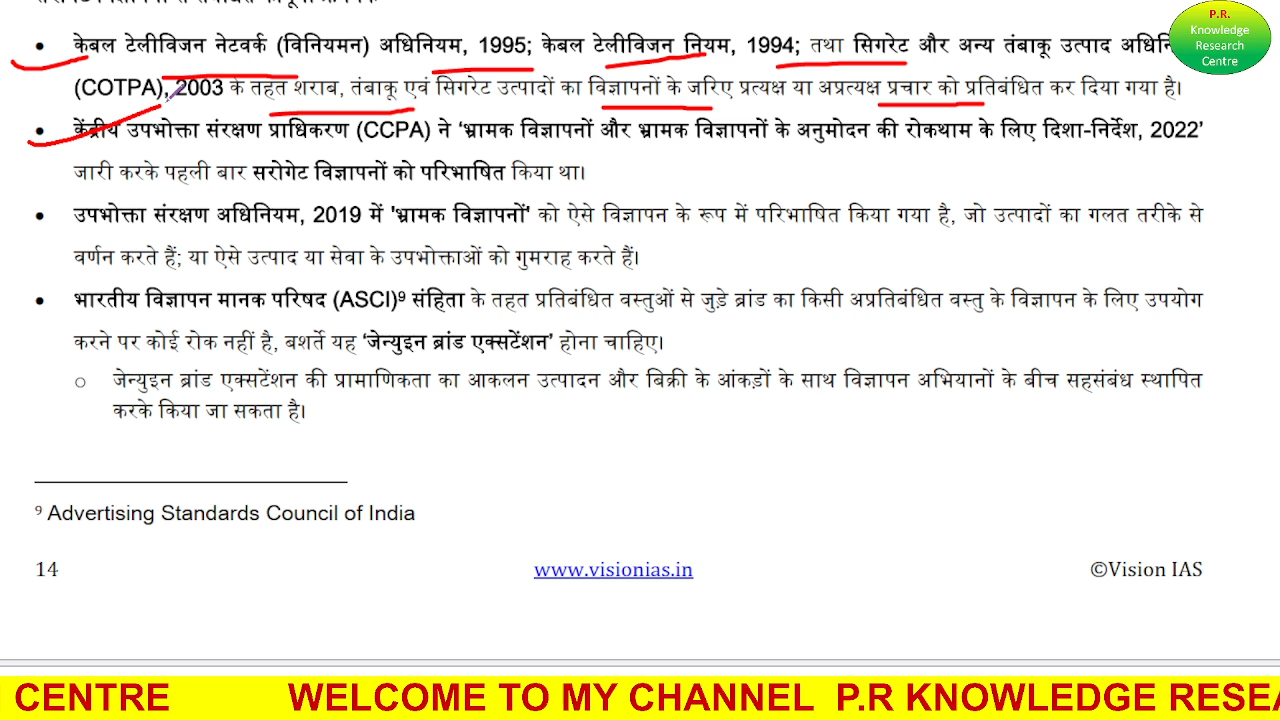 केबल टेलीविजन नेटवर्क (विनियमन) अधिनियम, 1995; केबल टेलीविजन नियम, 1994; तथा सिगरेट और अन्य तंबाकू उत्पाद
(COTPA), 2003 के तहत शराब, तंबाकू एवं सिगरेट उत्पादों का विज्ञापनों के जरिए प्रत्यक्ष या अप्रत्यक्ष प्रचार को प्रतिबंधित कर दिया गया है।
केंद्रीय उपभोक्ता संरक्षण प्राधिकरण (CCPA) ने ‘भ्रामक विज्ञापनों और भ्रामक विज्ञापनों के अनुमोदन की रोकथाम के लिए दिशा-निर्देश, 2022’
जारी करके पहली बार सरोगेट विज्ञापनों को परिभाषित किया था।
उपभोक्ता संरक्षण अधिनियम, 2019 में 'भ्रामक विज्ञापनों' को ऐसे विज्ञापन के रूप में परिभाषित किया गया है, जो उत्पादों का गलत तरीके से
वर्णन करते हैं; या ऐसे उत्पाद या सेवा के उपभोक्ताओं को गुमराह करते हैं।
भारतीय विज्ञापन मानक परिषद (ASCI)⁹ संहिता के तहत प्रतिबंधित वस्तुओं से जुड़े ब्रांड का किसी अप्रतिबंधित वस्तु के विज्ञापन के लिए उपयोग
करने पर कोई रोक नहीं है, बशर्ते यह ‘जेन्युइन ब्रांड एक्सटेंशन’ होना चाहिए।
जेन्युइन ब्रांड एक्सटेंशन की प्रामाणिकता का आकलन उत्पादन और बिक्री के आंकड़ों के साथ विज्ञापन अभियानों के बीच सहसंबंध स्थापित
करके किया जा सकता है।
⁹ Advertising Standards Council of India
14 www.visionias.in ©Vision IAS
P.R.
Knowledge
Research
Centre
CENTRE WELCOME TO MY CHANNEL P.R KNOWLEDGE RESEA